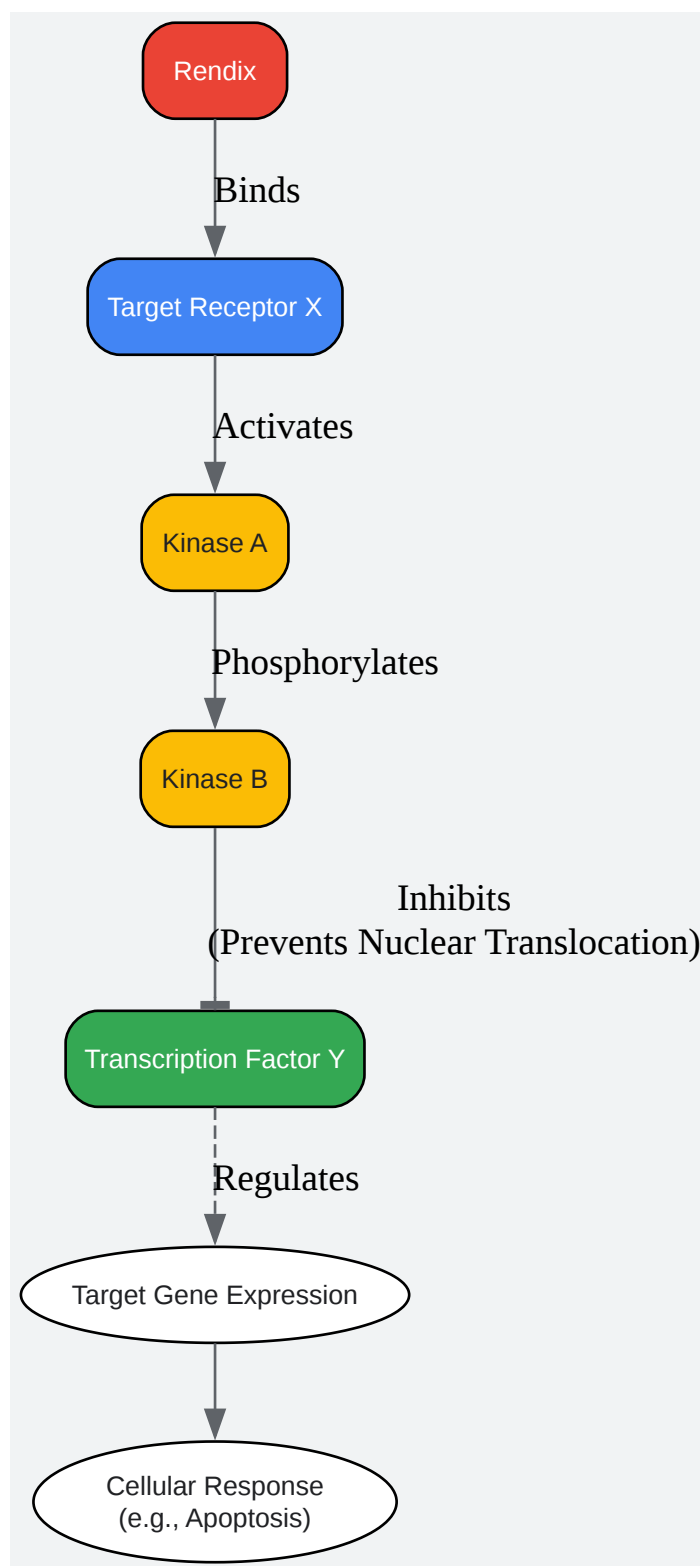 Rendix
Binds
Target Receptor X
Activates
Kinase A
Phosphorylates
Kinase B
Inhibits
(Prevents Nuclear Translocation)
Transcription Factor Y
Regulates
Target Gene Expression
Cellular Response
(e.g., Apoptosis)